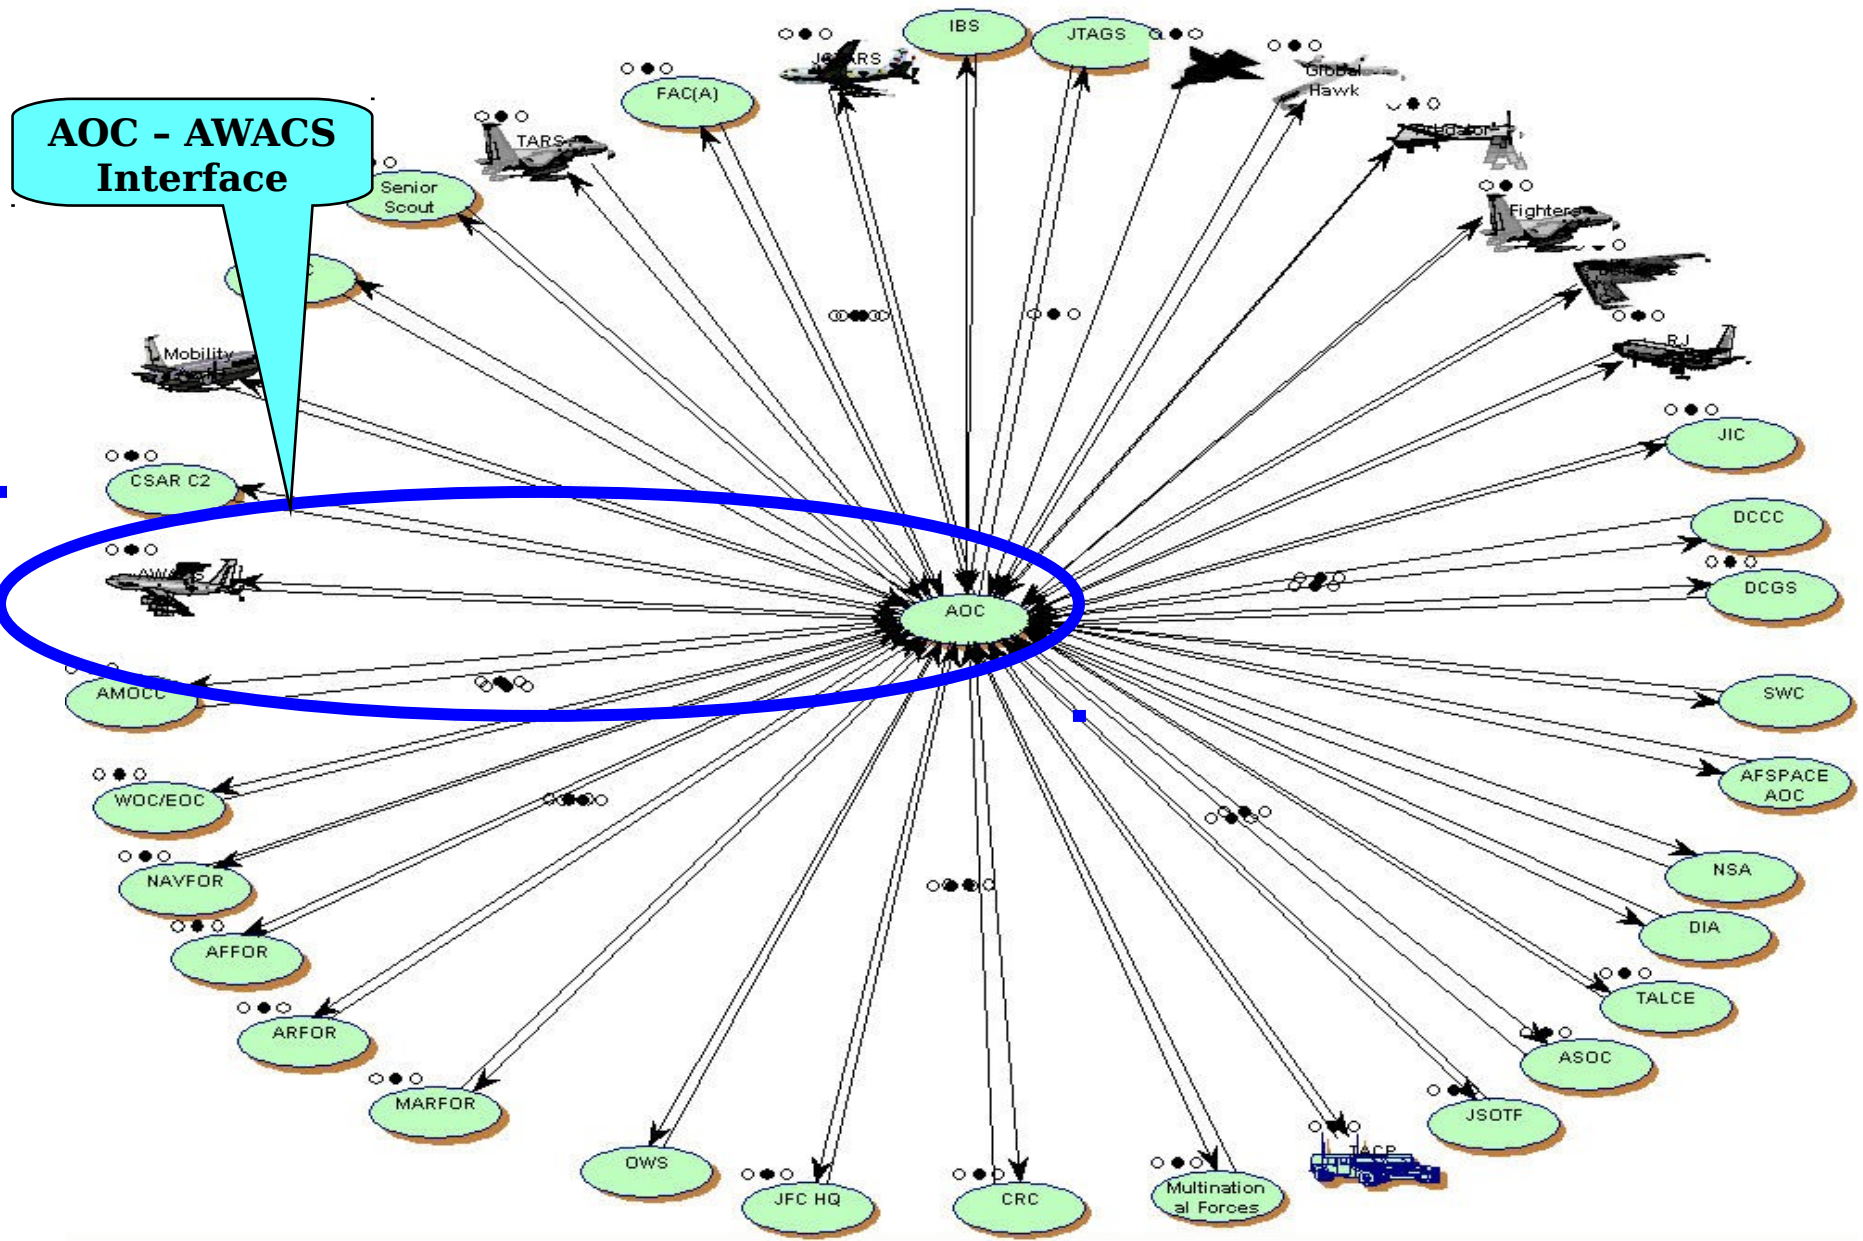 IBS
JTAGS
JSTARS
Global
Hawk
FAC(A)
AOC – AWACS
Interface
TARS
Predator
Senior
Scout
Fighters
Mobility
RJ
JIC
CSAR C2
DCCC
AWACS
DCGS
AOC
AMOCC
SWC
WOC/EOC
AFSPACE
AOC
NAVFOR
NSA
AFFOR
DIA
TALCE
ARFOR
ASOC
MARFOR
JSOTF
OWS
TACP
JFC HQ
CRC
Multination
al Forces